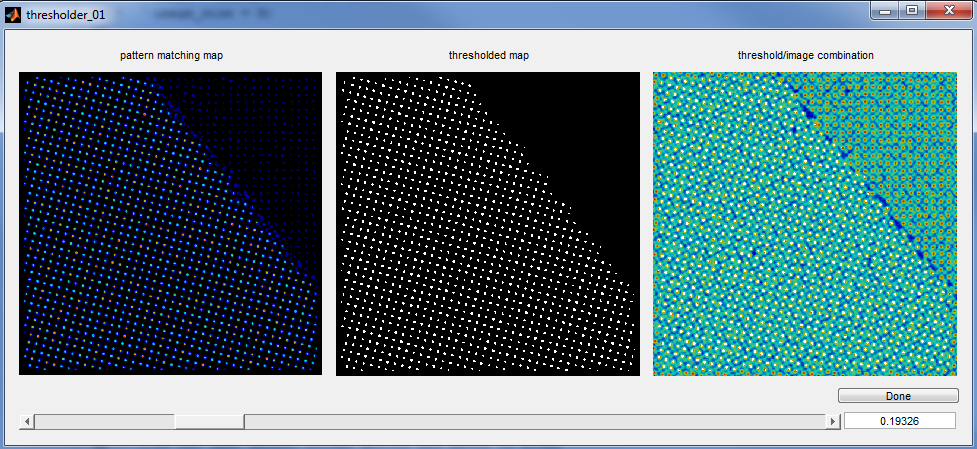 thresholder_01
pattern matching map
thresholded map
threshold/image combination
Done
0.19326